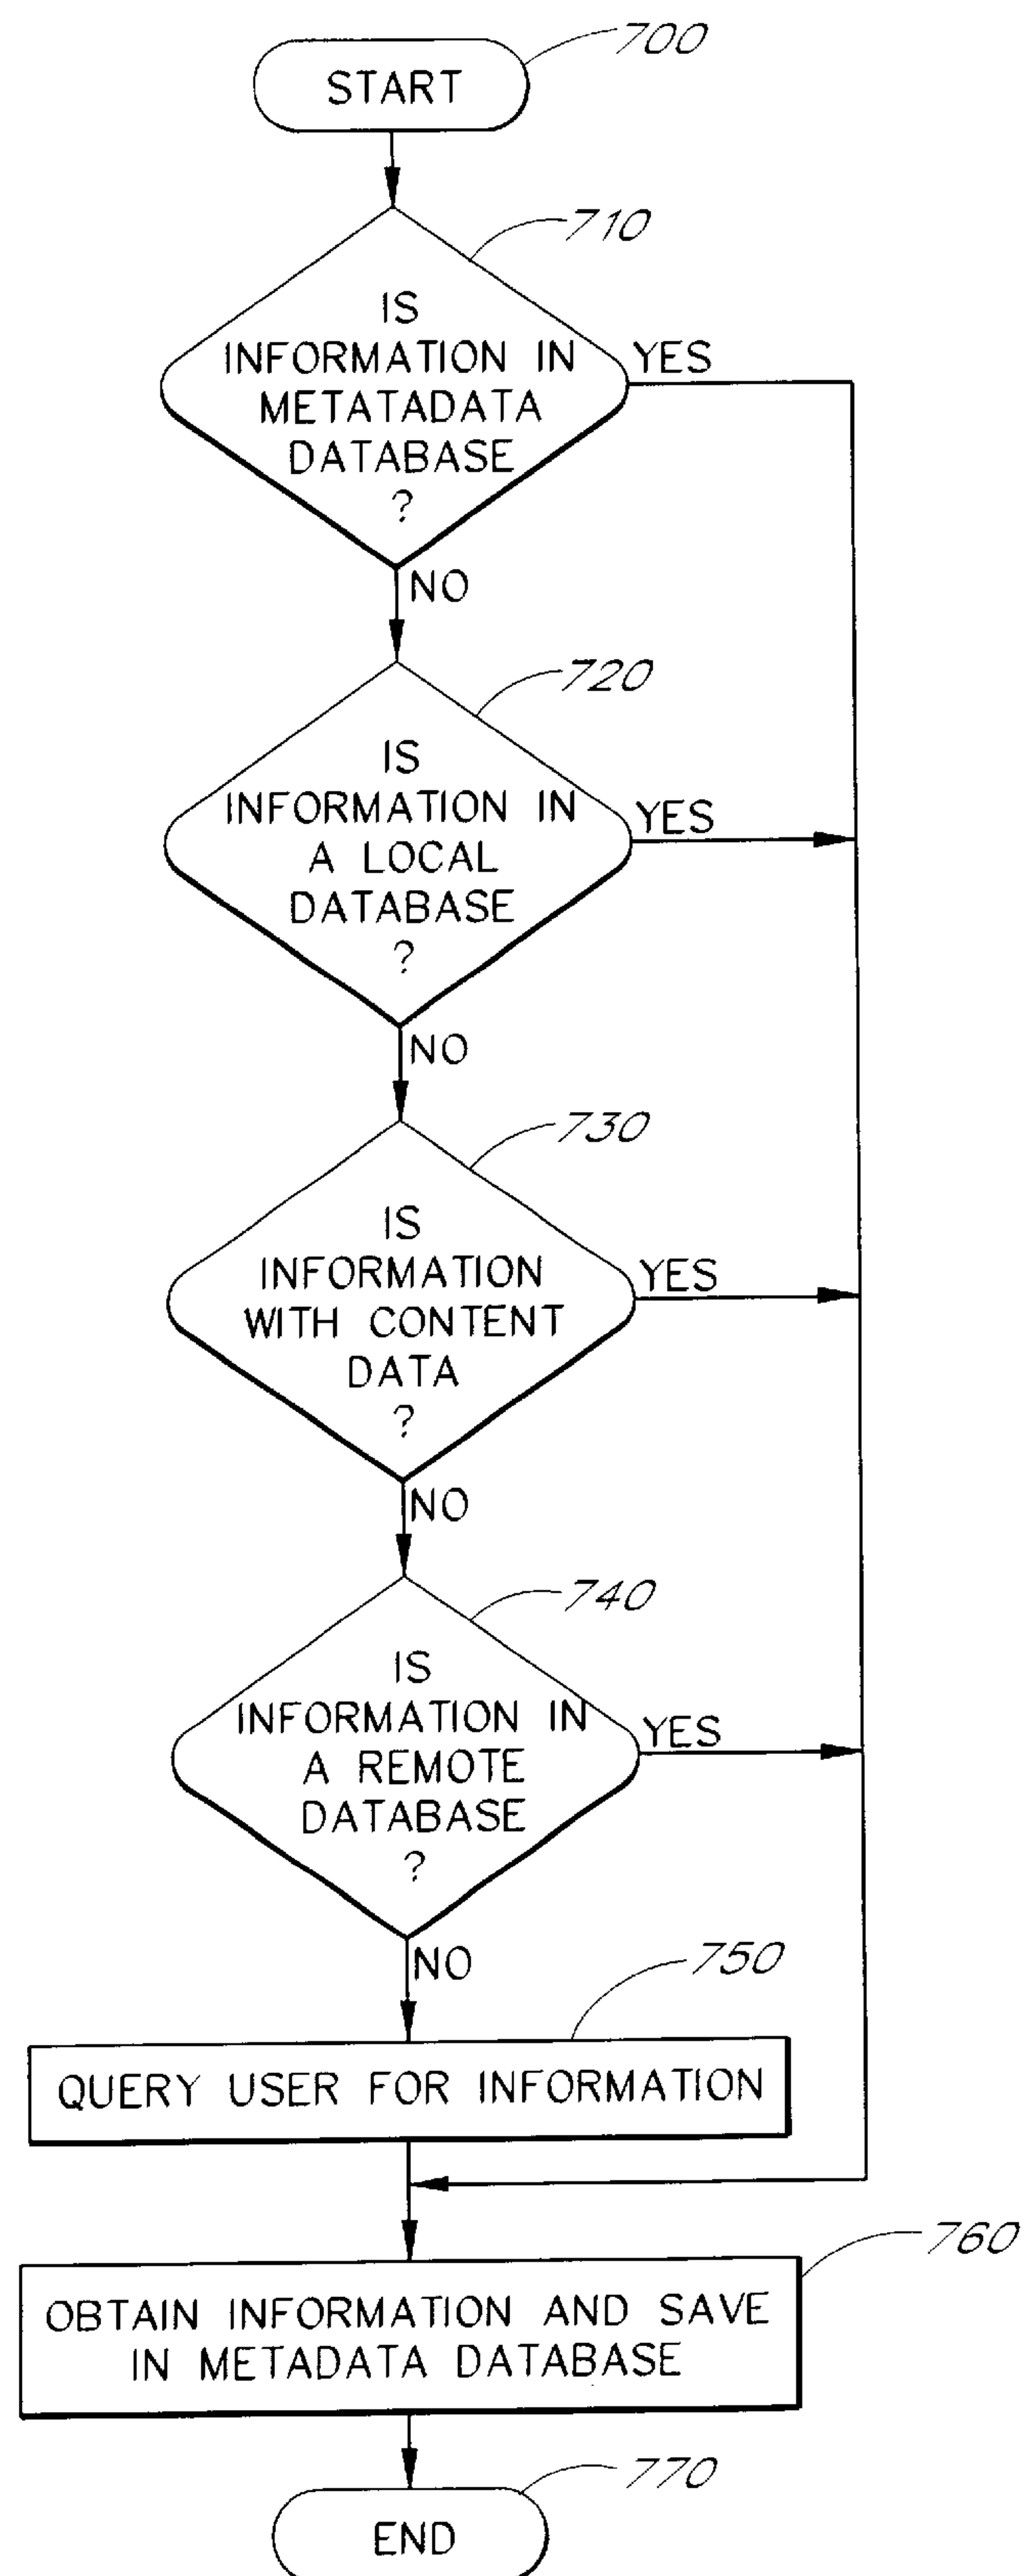 START
700
710
IS
INFORMATION IN
METATADATA
DATABASE
?
YES
NO
720
IS
INFORMATION IN
A LOCAL
DATABASE
?
YES
NO
730
IS
INFORMATION
WITH CONTENT
DATA
?
YES
NO
740
IS
INFORMATION IN
A REMOTE
DATABASE
?
YES
NO
750
QUERY USER FOR INFORMATION
760
OBTAIN INFORMATION AND SAVE
IN METADATA DATABASE
770
END